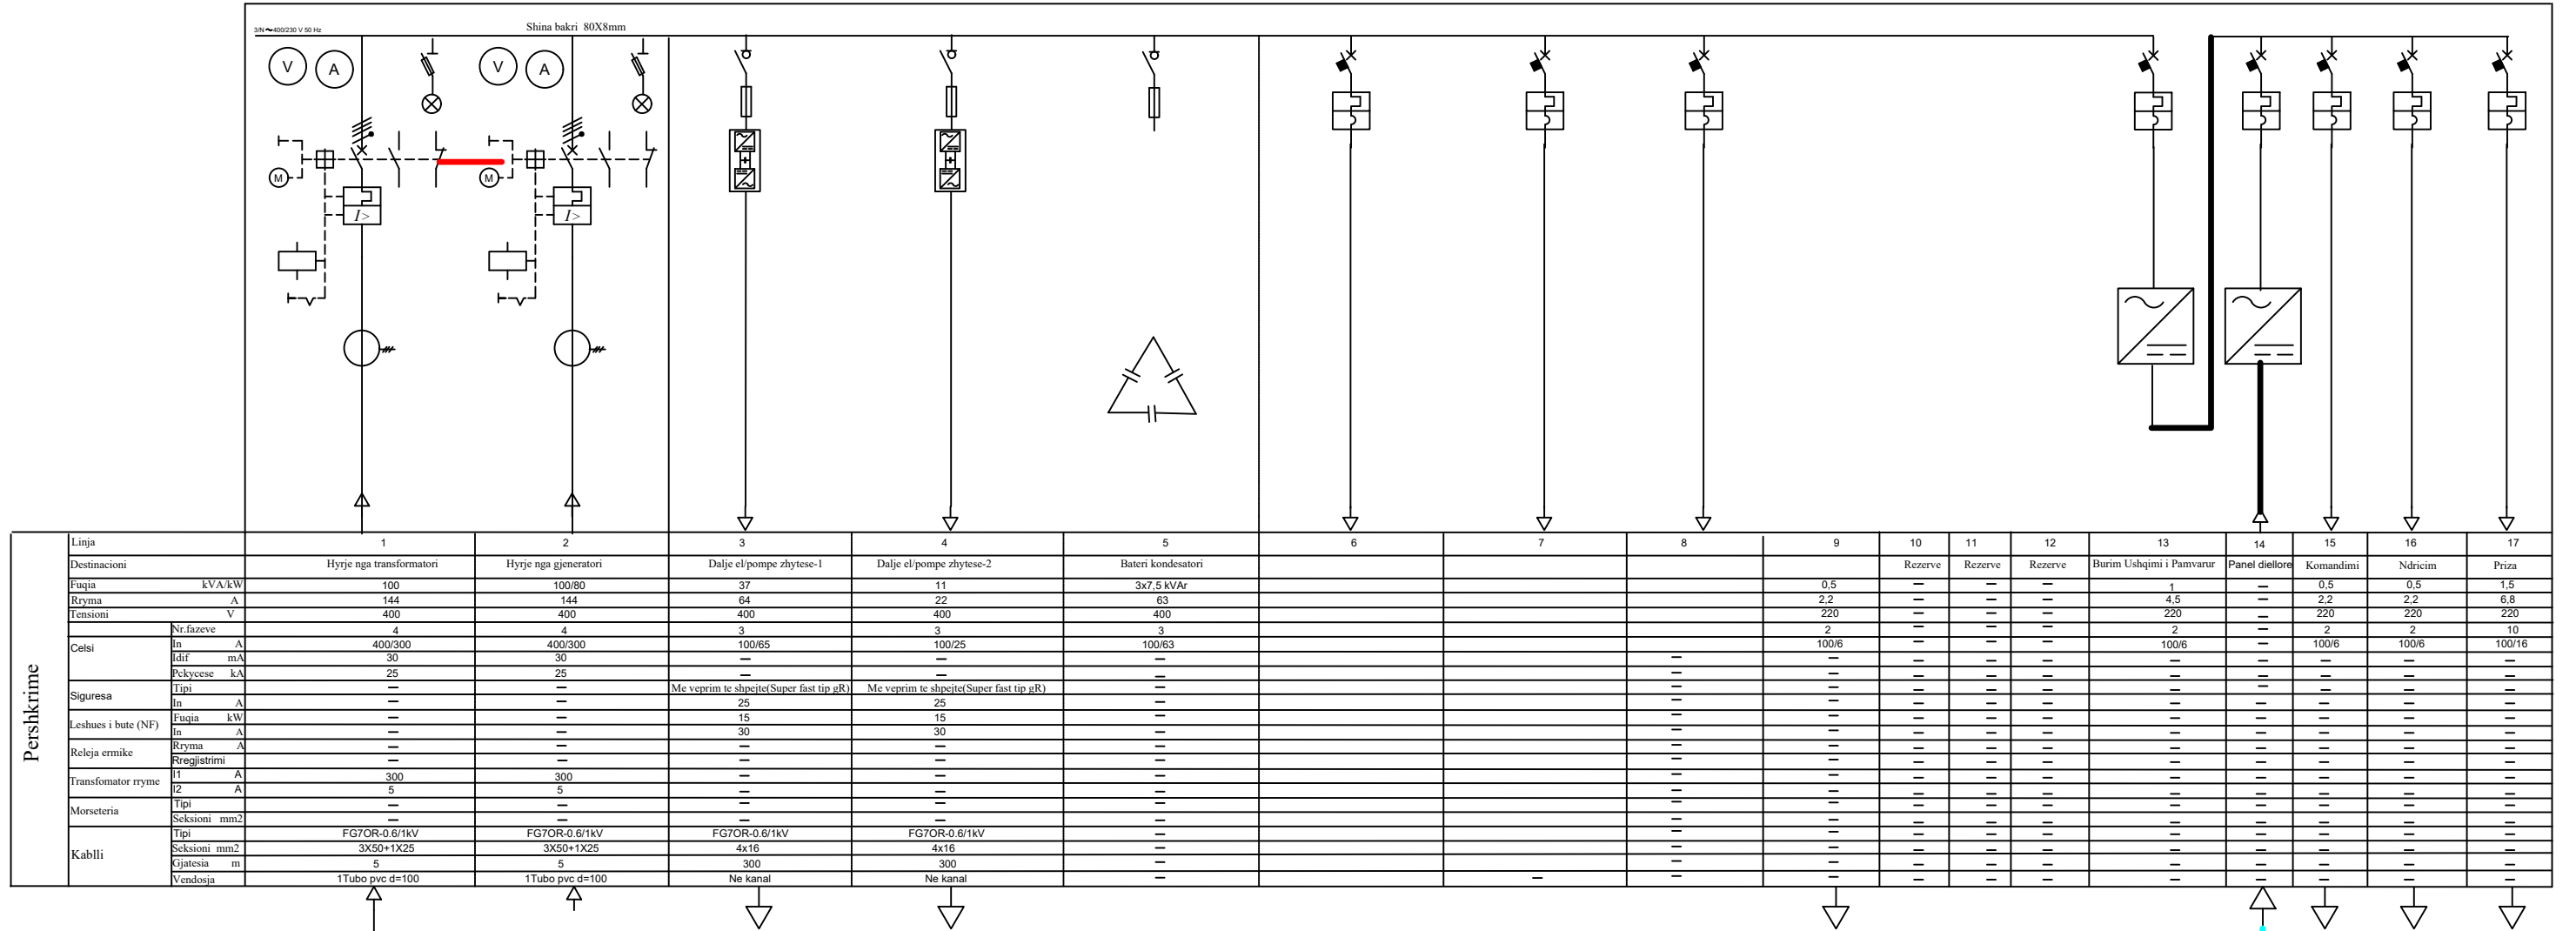 Shina bakri 80X8mm
3/N~400/230 V 50 Hz
V A V A
M M
I> I>
Pershkrime
Linja 1 2 3 4 5 6 7 8 9 10 11 12 13 14 15 16 17
Destinacioni Hyrje nga transformatori Hyrje nga gjeneratori Dalje el/pompe zhytese-1 Dalje el/pompe zhytese-2 Bateri kondesatori Rezerve Rezerve Rezerve Burim Ushqimi i Pamvarur Panel diellore Komandimi Ndricim Priza
Fuqia kVA/kW 100 100/80 37 11 3x7,5 kVAr 0,5 — — — 1 — 0,5 0,5 1,5
Rryma A 144 144 64 22 63 2,2 — — — 4,5 — 2,2 2,2 6,8
Tensioni V 400 400 400 400 400 220 — — — 220 — 220 220 220
Nr.fazeve 4 4 3 3 3 2 — — — 2 — 2 2 10
Celsi In A 400/300 400/300 100/65 100/25 100/63 100/6 — — — 100/6 — 100/6 100/6 100/16
Idif mA 30 30 — — — — — — — — — — — — —
Pckycese kA 25 25 — — — — — — — — — — — — —
Siguresa Tipi — — Me veprim te shpejte(Super fast tip gR) Me veprim te shpejte(Super fast tip gR) — — — — — — — — — — —
In A — — 25 25 — — — — — — — — — — —
Leshues i bute (NF) Fuqia kW — — 15 15 — — — — — — — — — — —
In A — — 30 30 — — — — — — — — — — —
Releja ermike Rryma A — — — — — — — — — — — — — — —
Rregjistrimi — — — — — — — — — — — — — — —
Transfomator rryme I1 A 300 300 — — — — — — — — — — — — —
I2 A 5 5 — — — — — — — — — — — — —
Morseteria Tipi — — — — — — — — — — — — — — —
Seksioni mm2 — — — — — — — — — — — — — — —
Kablli Tipi FG7OR-0.6/1kV FG7OR-0.6/1kV FG7OR-0.6/1kV FG7OR-0.6/1kV — — — — — — — — — — —
Seksioni mm2 3X50+1X25 3X50+1X25 4x16 4x16 — — — — — — — — — — —
Gjatesia m 5 5 300 300 — — — — — — — — — — —
Vendosja 1Tubo pvc d=100 1Tubo pvc d=100 Ne kanal Ne kanal — — — — — — — — — — — —